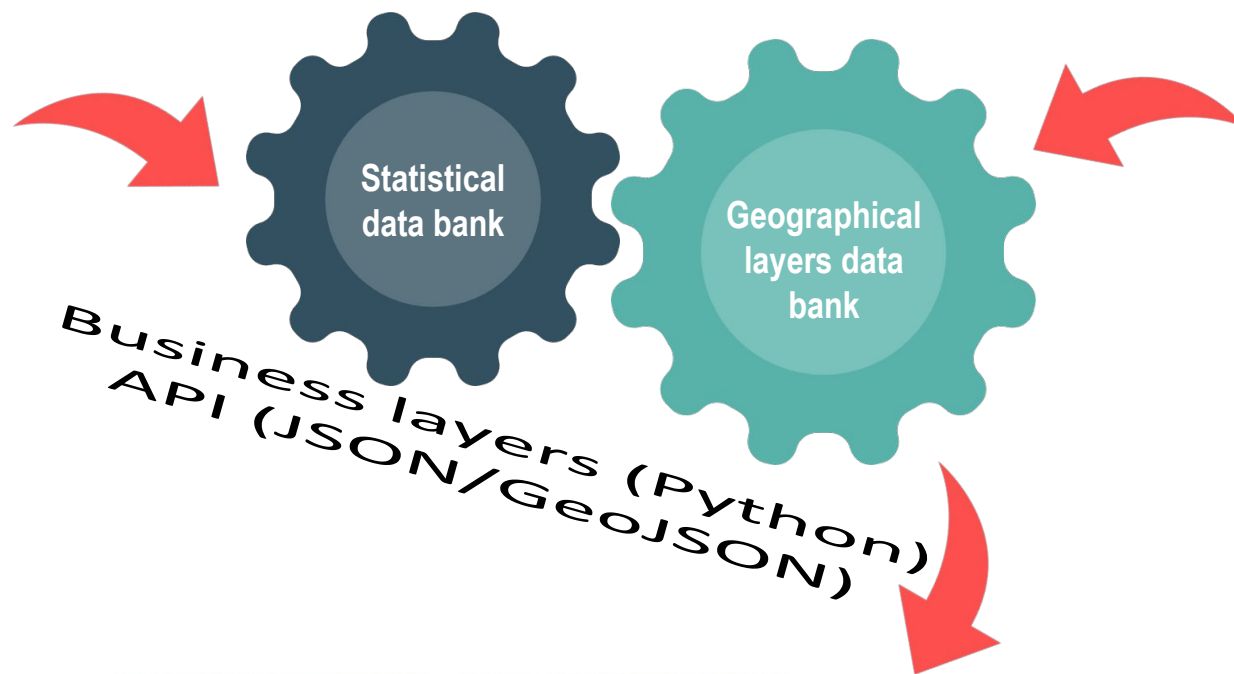 Statistical
data bank
Geographical
layers data
bank
Business layers (Python)
API (JSON/GeoJSON)